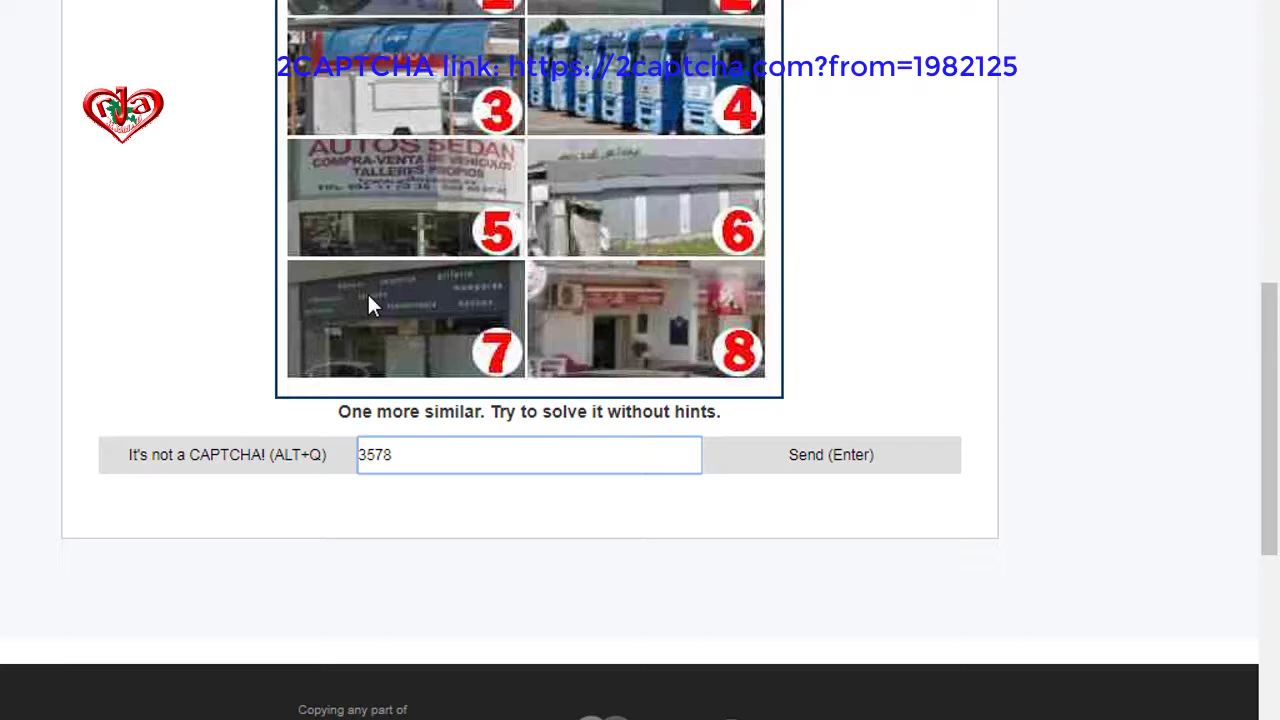 2CAPTCHA link: https://2captcha.com?from=1982125
3
4
AUTOS SEDAN
COMPRA-VENTA DE VEHICULOS
TALLERES PROPIOS
5
6
7
8
One more similar. Try to solve it without hints.
It's not a CAPTCHA! (ALT+Q)
3578
Send (Enter)
Copying any part of